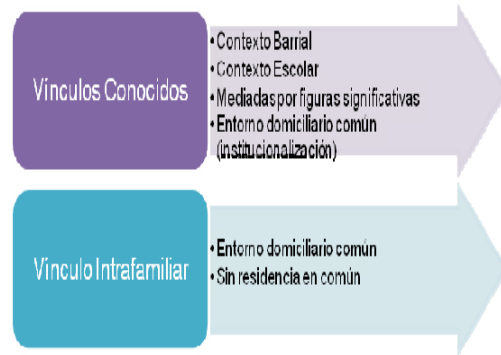 Vínculos Conocidos
• Contexto Barrial
• Contexto Escolar
• Mediadas por figuras significativas
• Entorno domiciliario común
(institucionalización)
Vínculo Intrafamiliar
• Entorno domiciliario común
• Sin residencia en común